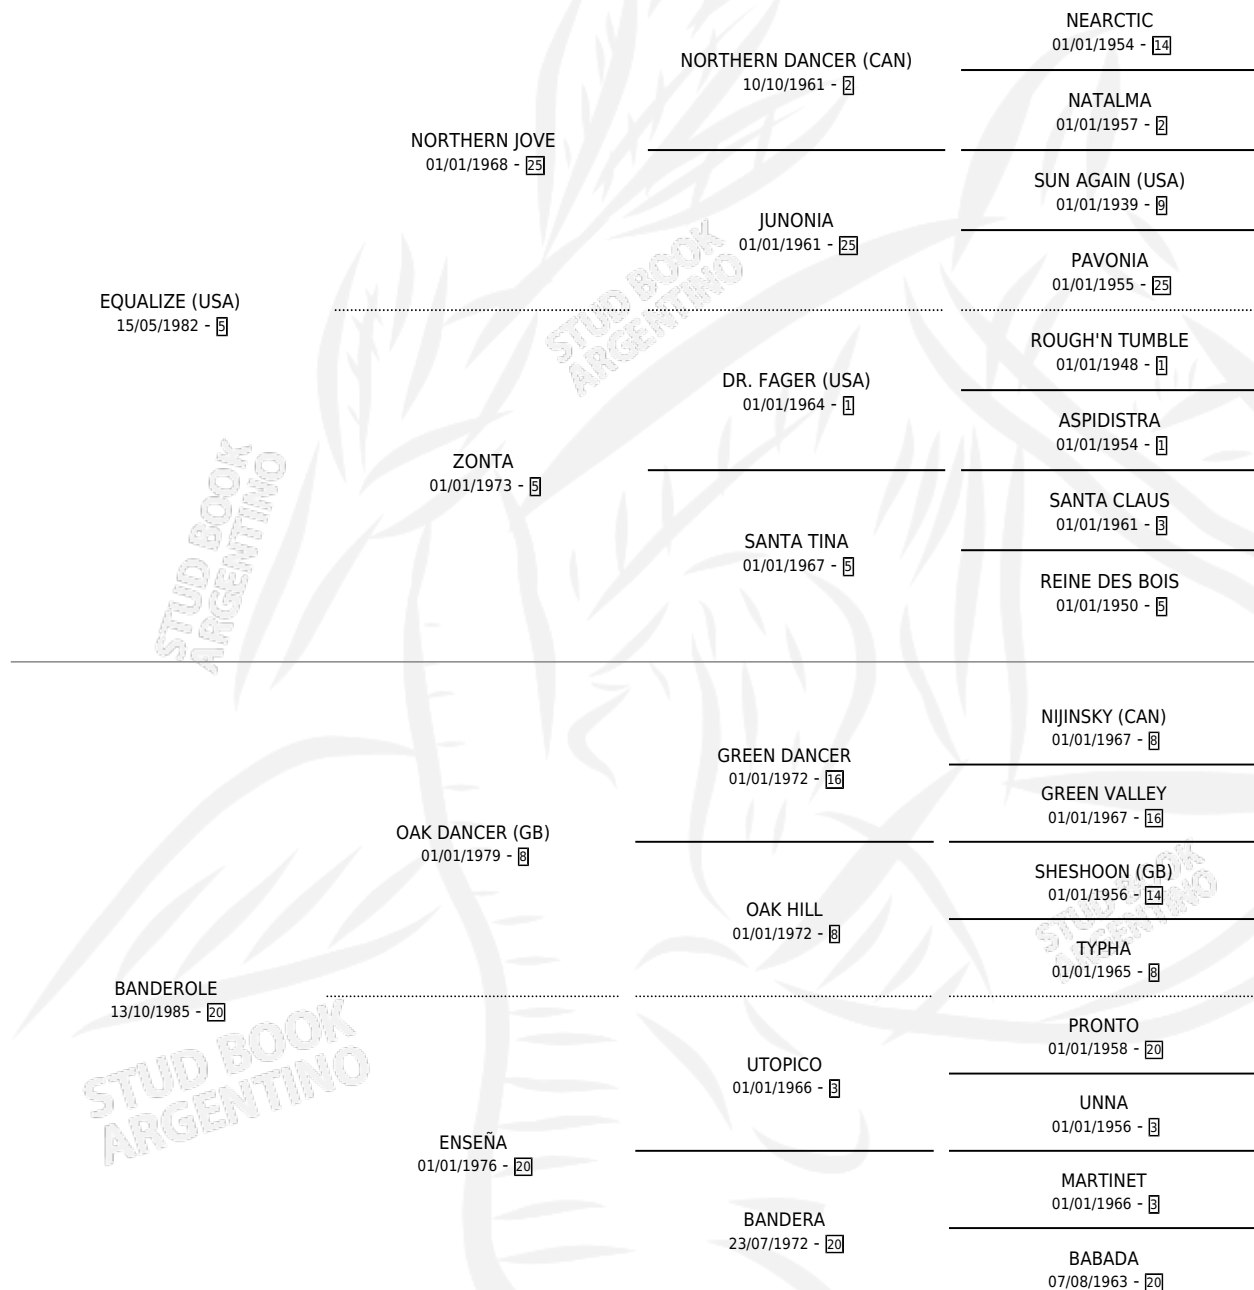 NEARCTIC
01/01/1954 - 14
NORTHERN DANCER (CAN)
10/10/1961 - 2
NATALMA
01/01/1957 - 2
NORTHERN JOVE
01/01/1968 - 25
SUN AGAIN (USA)
01/01/1939 - 9
JUNONIA
01/01/1961 - 25
PAVONIA
01/01/1955 - 25
EQUALIZE (USA)
15/05/1982 - 5
ROUGH'N TUMBLE
01/01/1948 - 1
DR. FAGER (USA)
01/01/1964 - 1
ASPIDISTRA
01/01/1954 - 1
ZONTA
01/01/1973 - 5
SANTA CLAUS
01/01/1961 - 3
SANTA TINA
01/01/1967 - 5
REINE DES BOIS
01/01/1950 - 5
NIJINSKY (CAN)
01/01/1967 - 8
GREEN DANCER
01/01/1972 - 16
GREEN VALLEY
01/01/1967 - 16
OAK DANCER (GB)
01/01/1979 - 8
SHESHOON (GB)
01/01/1956 - 14
OAK HILL
01/01/1972 - 8
TYPHA
01/01/1965 - 8
BANDEROLE
13/10/1985 - 20
PRONTO
01/01/1958 - 20
UTOPICO
01/01/1966 - 3
UNNA
01/01/1956 - 3
ENSEÑA
01/01/1976 - 20
MARTINET
01/01/1966 - 3
BANDERA
23/07/1972 - 20
BABADA
07/08/1963 - 20
STUD BOOK
ARGENTINO
STUD BOOK
ARGENTINO
STUD BOOK
ARGENTINO
STUD BOOK
ARGENTINO